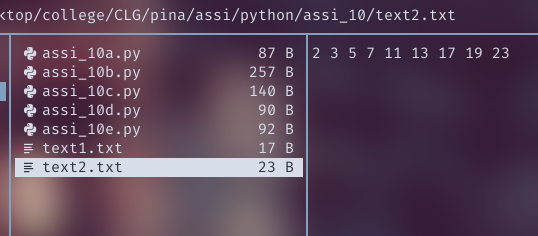 ktop/college/CLG/pina/assi/python/assi_10/text2.txt
assi_10a.py 87 B
assi_10b.py 257 B
assi_10c.py 140 B
assi_10d.py 90 B
assi_10e.py 92 B
text1.txt 17 B
text2.txt 23 B
2 3 5 7 11 13 17 19 23